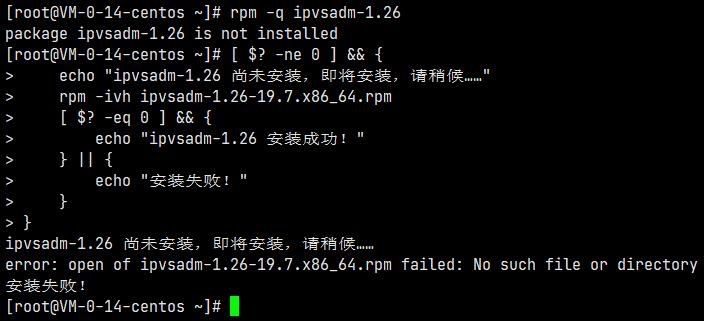 [root@VM-0-14-centos ~]# rpm -q ipvsadm-1.26
package ipvsadm-1.26 is not installed
[root@VM-0-14-centos ~]# [ $? -ne 0 ] && {
>     echo "ipvsadm-1.26 尚未安装，即将安装，请稍候……"
>     rpm -ivh ipvsadm-1.26-19.7.x86_64.rpm
>     [ $? -eq 0 ] && {
>         echo "ipvsadm-1.26 安装成功！"
>     } || {
>         echo "安装失败！"
>     }
> }
ipvsadm-1.26 尚未安装，即将安装，请稍候……
error: open of ipvsadm-1.26-19.7.x86_64.rpm failed: No such file or directory
安装失败！
[root@VM-0-14-centos ~]#